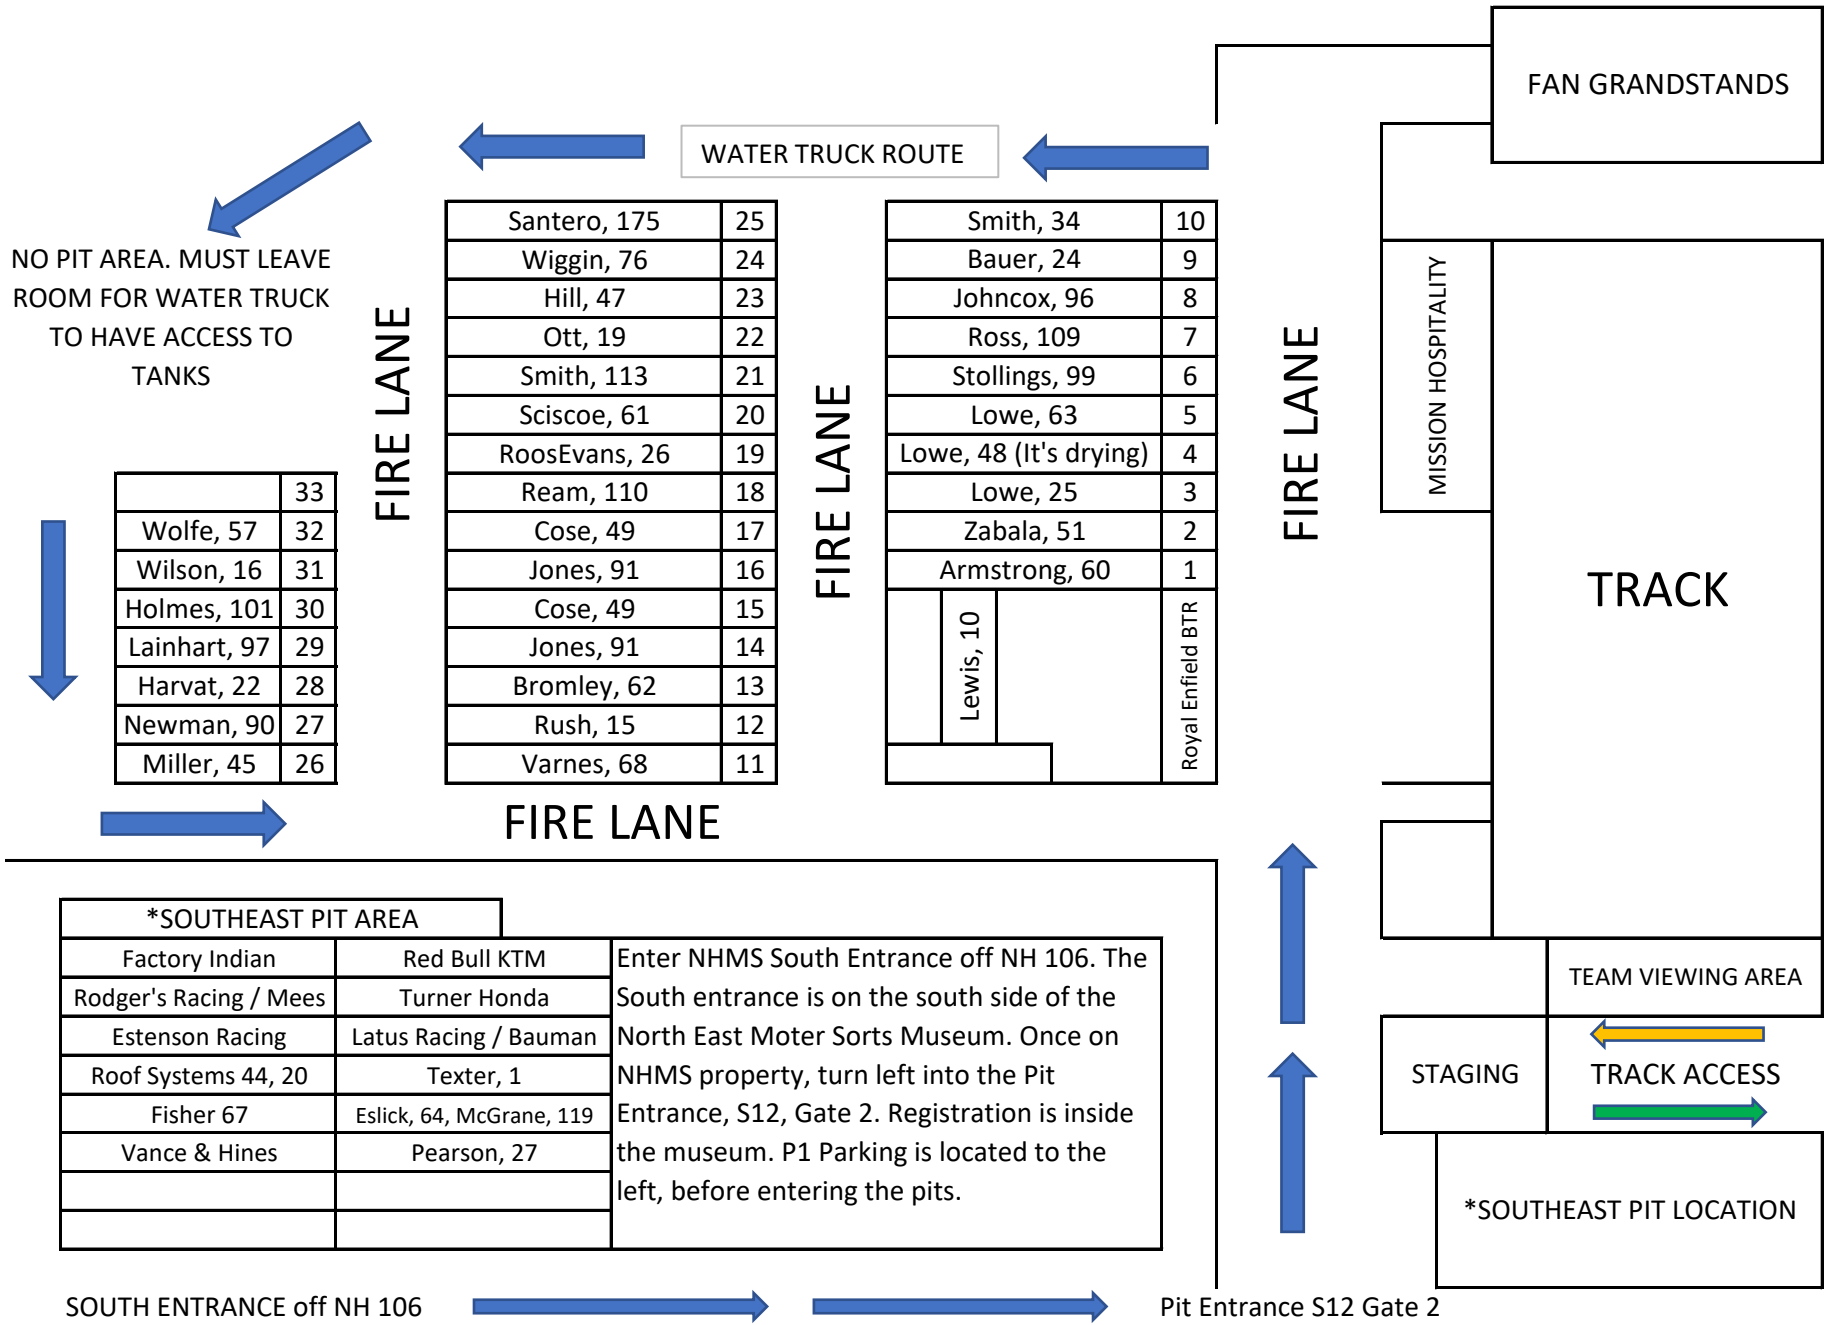 FAN GRANDSTANDS
WATER TRUCK ROUTE
NO PIT AREA. MUST LEAVE
ROOM FOR WATER TRUCK
TO HAVE ACCESS TO
TANKS
33
Wolfe, 57 32
Wilson, 16 31
Holmes, 101 30
Lainhart, 97 29
Harvat, 22 28
Newman, 90 27
Miller, 45 26
FIRE LANE
Santero, 175 25
Wiggin, 76 24
Hill, 47 23
Ott, 19 22
Smith, 113 21
Sciscoe, 61 20
RoosEvans, 26 19
Ream, 110 18
Cose, 49 17
Jones, 91 16
Cose, 49 15
Jones, 91 14
Bromley, 62 13
Rush, 15 12
Varnes, 68 11
FIRE LANE
Smith, 34 10
Bauer, 24 9
Johncox, 96 8
Ross, 109 7
Stollings, 99 6
Lowe, 63 5
Lowe, 48 (It's drying) 4
Lowe, 25 3
Zabala, 51 2
Armstrong, 60 1
Lewis, 10
Royal Enfield BTR
FIRE LANE
MISSION HOSPITALITY
TRACK
FIRE LANE
*SOUTHEAST PIT AREA
Factory Indian Red Bull KTM
Rodger's Racing / Mees Turner Honda
Estenson Racing Latus Racing / Bauman
Roof Systems 44, 20 Texter, 1
Fisher 67 Eslick, 64, McGrane, 119
Vance & Hines Pearson, 27
Enter NHMS South Entrance off NH 106. The
South entrance is on the south side of the
North East Moter Sorts Museum. Once on
NHMS property, turn left into the Pit
Entrance, S12, Gate 2. Registration is inside
the museum. P1 Parking is located to the
left, before entering the pits.
TEAM VIEWING AREA
STAGING
TRACK ACCESS
*SOUTHEAST PIT LOCATION
SOUTH ENTRANCE off NH 106
Pit Entrance S12 Gate 2